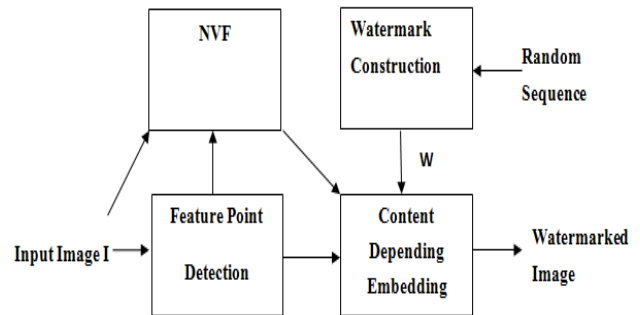 NVF
Watermark
Construction
Random
Sequence
W
Input Image I
Feature Point
Detection
Content
Depending
Embedding
Watermarked
Image